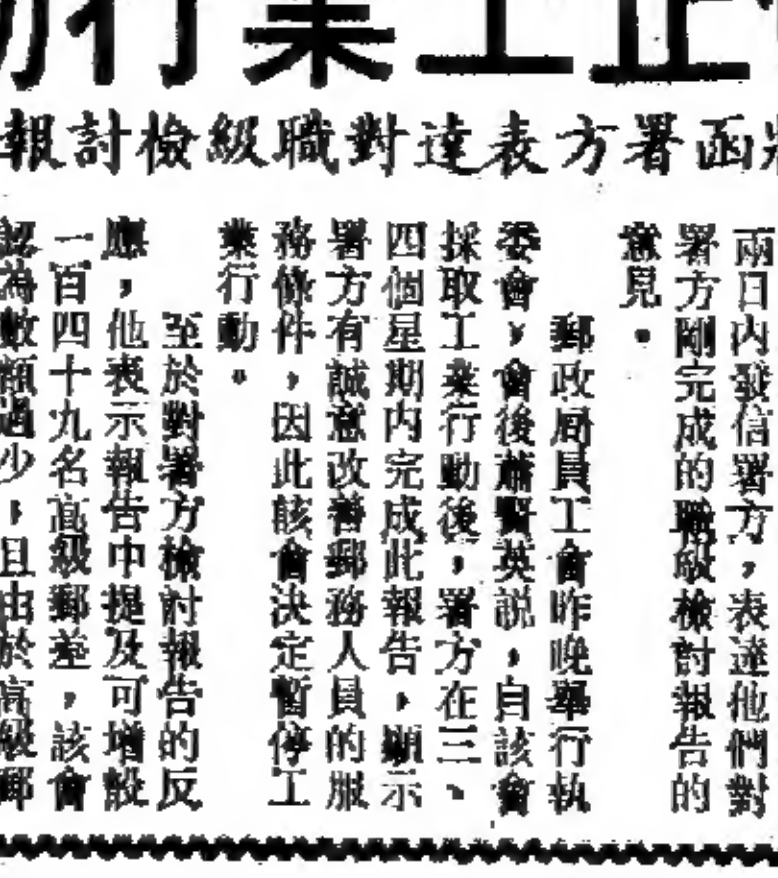 止工業行動
函署方表達對職級檢討報
兩日內發信署方，表達他們對
署方剛完成的職級檢討報告的
意見。
郵政局員工會昨晚舉行執
委會，會後蕭賢英説，自該會
採取工業行動後，署方在三、
四個星期內完成此報告，顯示
署方有誠意改善郵務人員的服
務條件，因此該會決定暫停工
業行動。
至於對署方檢討報告的反
應，他表示報告中提及可增設
一百四十九名高級郵差，該會
認為數額過少，且由於高級郵